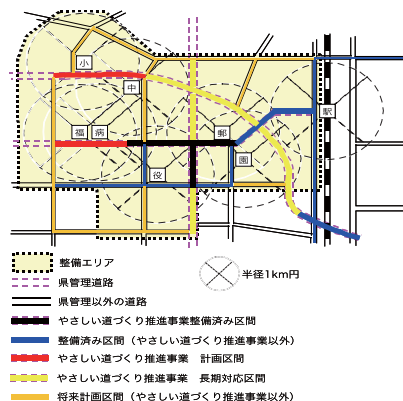 小
中
福 病
郵
駅
園
役
整備エリア
半径1km円
県管理道路
県管理以外の道路
やさしい道づくり推進事業整備済み区間
整備済み区間（やさしい道づくり推進事業以外）
やさしい道づくり推進事業　計画区間
やさしい道づくり推進事業　長期対応区間
将来計画区間（やさしい道づくり推進事業以外）